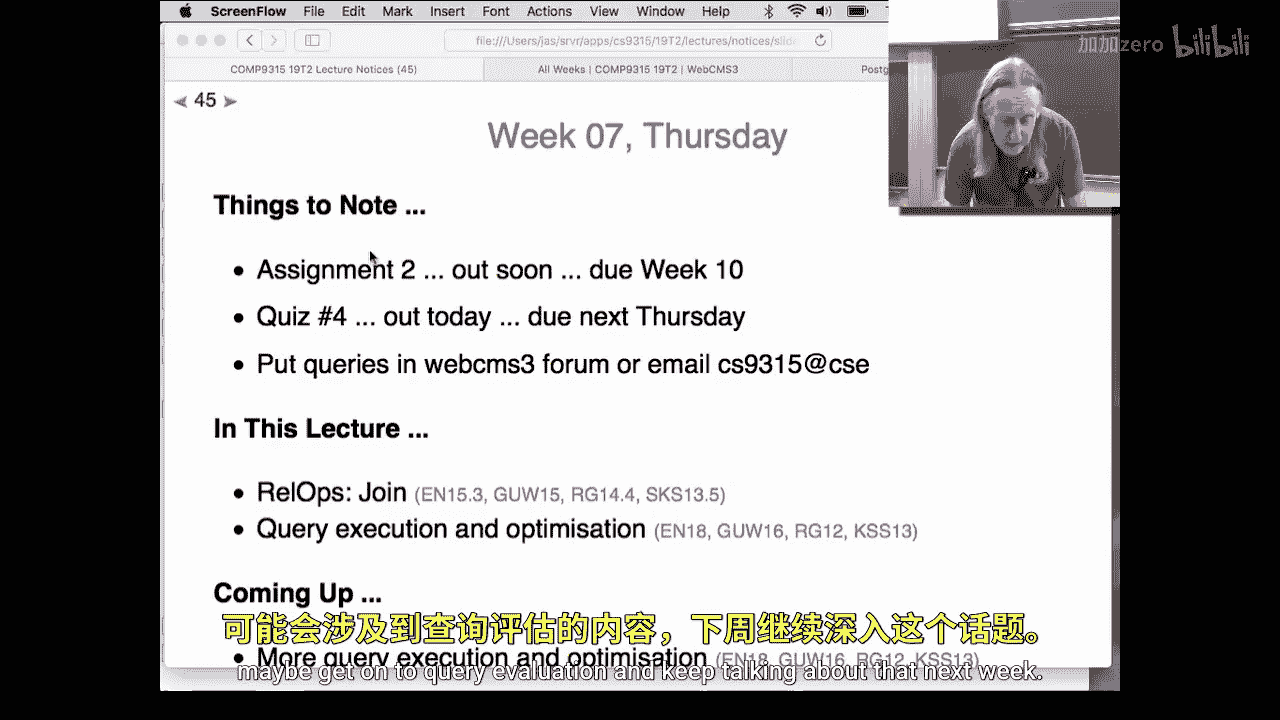 ScreenFlow File Edit Mark Insert Font Actions View Window Help
加加zero bilibili
file:///Users/jas/srvr/apps/cs9315/19T2/lectures/notices/slide
COMP9315 19T2 Lecture Notices (45) All Weeks | COMP9315 19T2 | WebCMS3 Postg
45
Week 07, Thursday
Things to Note ...
• Assignment 2 ... out soon ... due Week 10
• Quiz #4 ... out today ... due next Thursday
• Put queries in webcms3 forum or email cs9315@cse
In This Lecture ...
• RelOps: Join (EN15.3, GUW15, RG14.4, SKS13.5)
• Query execution and optimisation (EN18, GUW16, RG12, KSS13)
Coming Up ...
可能会涉及到查询评估的内容，下周继续深入这个话题。
• More query execution and optimisation (EN18, GUW16, RG12, KSS13)
maybe get on to query evaluation and keep talking about that next week.